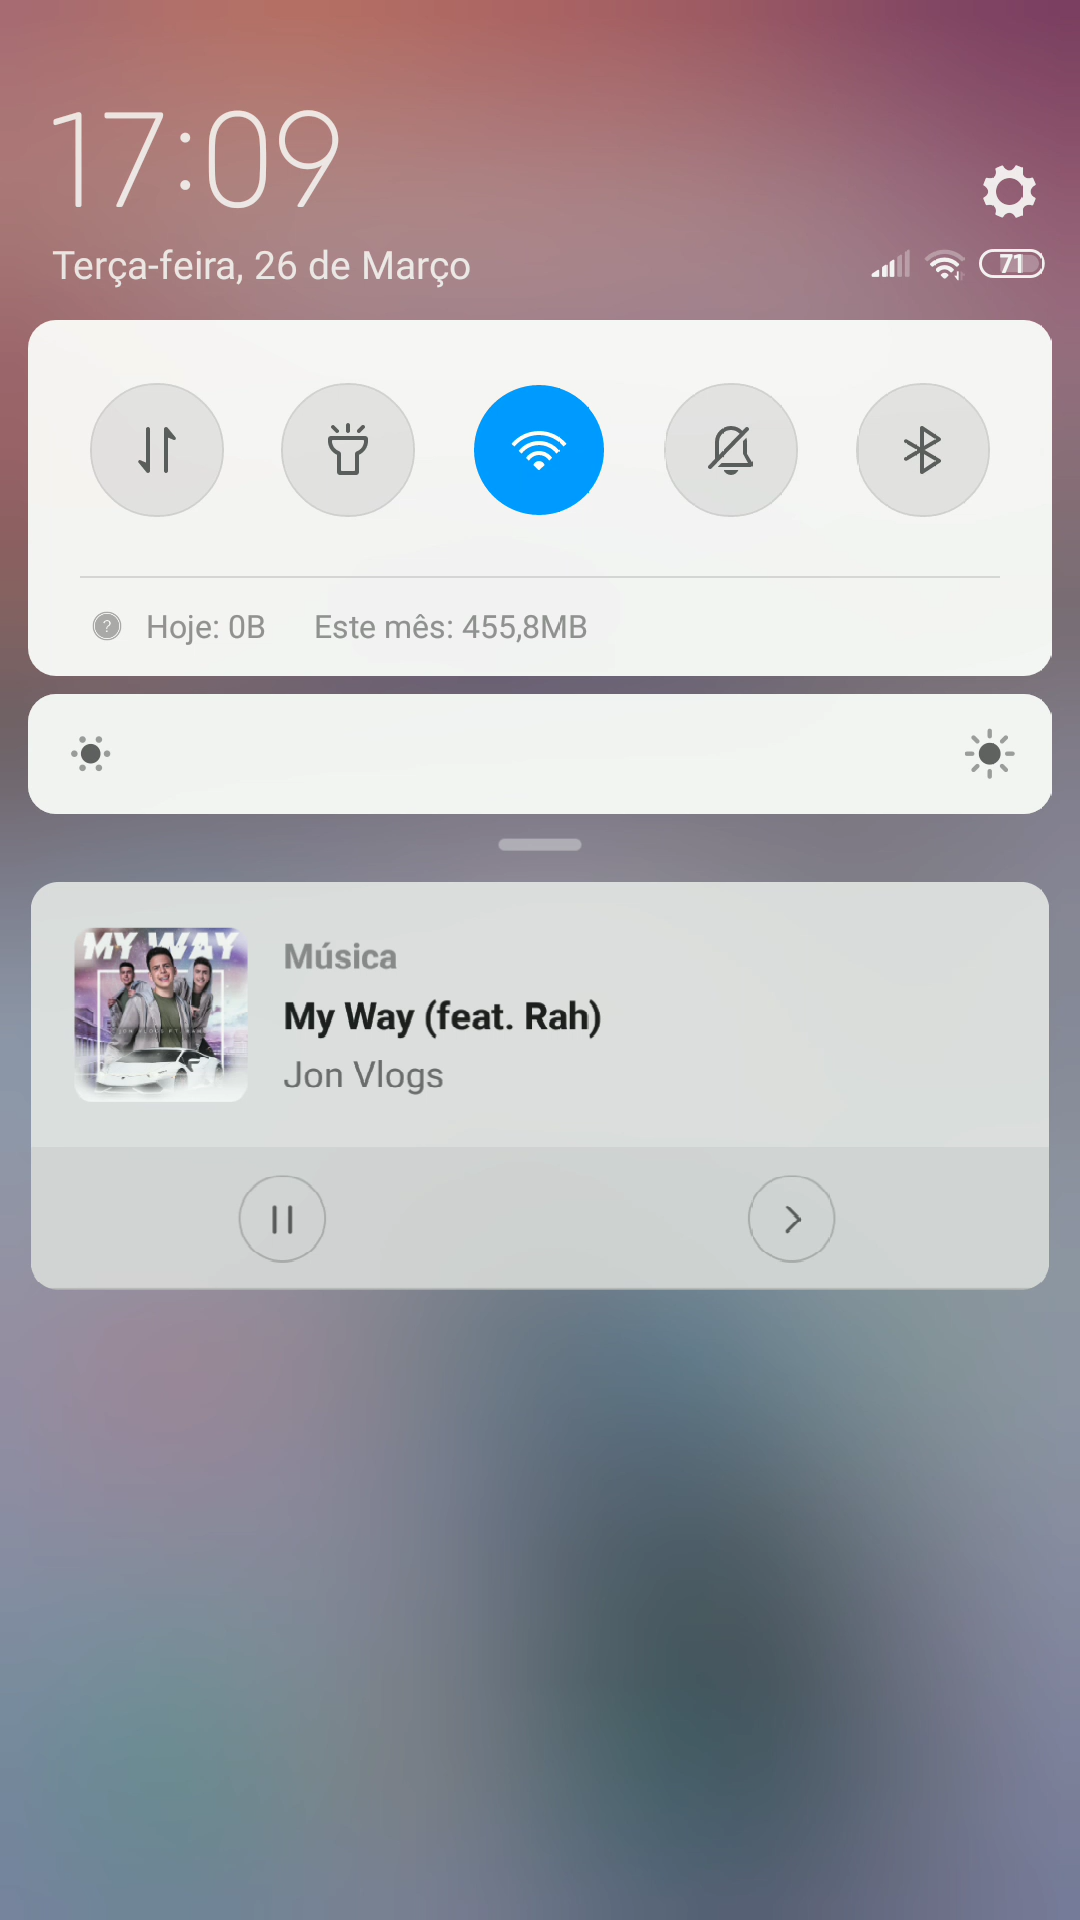 17:09
Terça-feira, 26 de Março
71
Hoje: 0B Este mês: 455,8MB
MY WAY
Música
My Way (feat. Rah)
Jon Vlogs